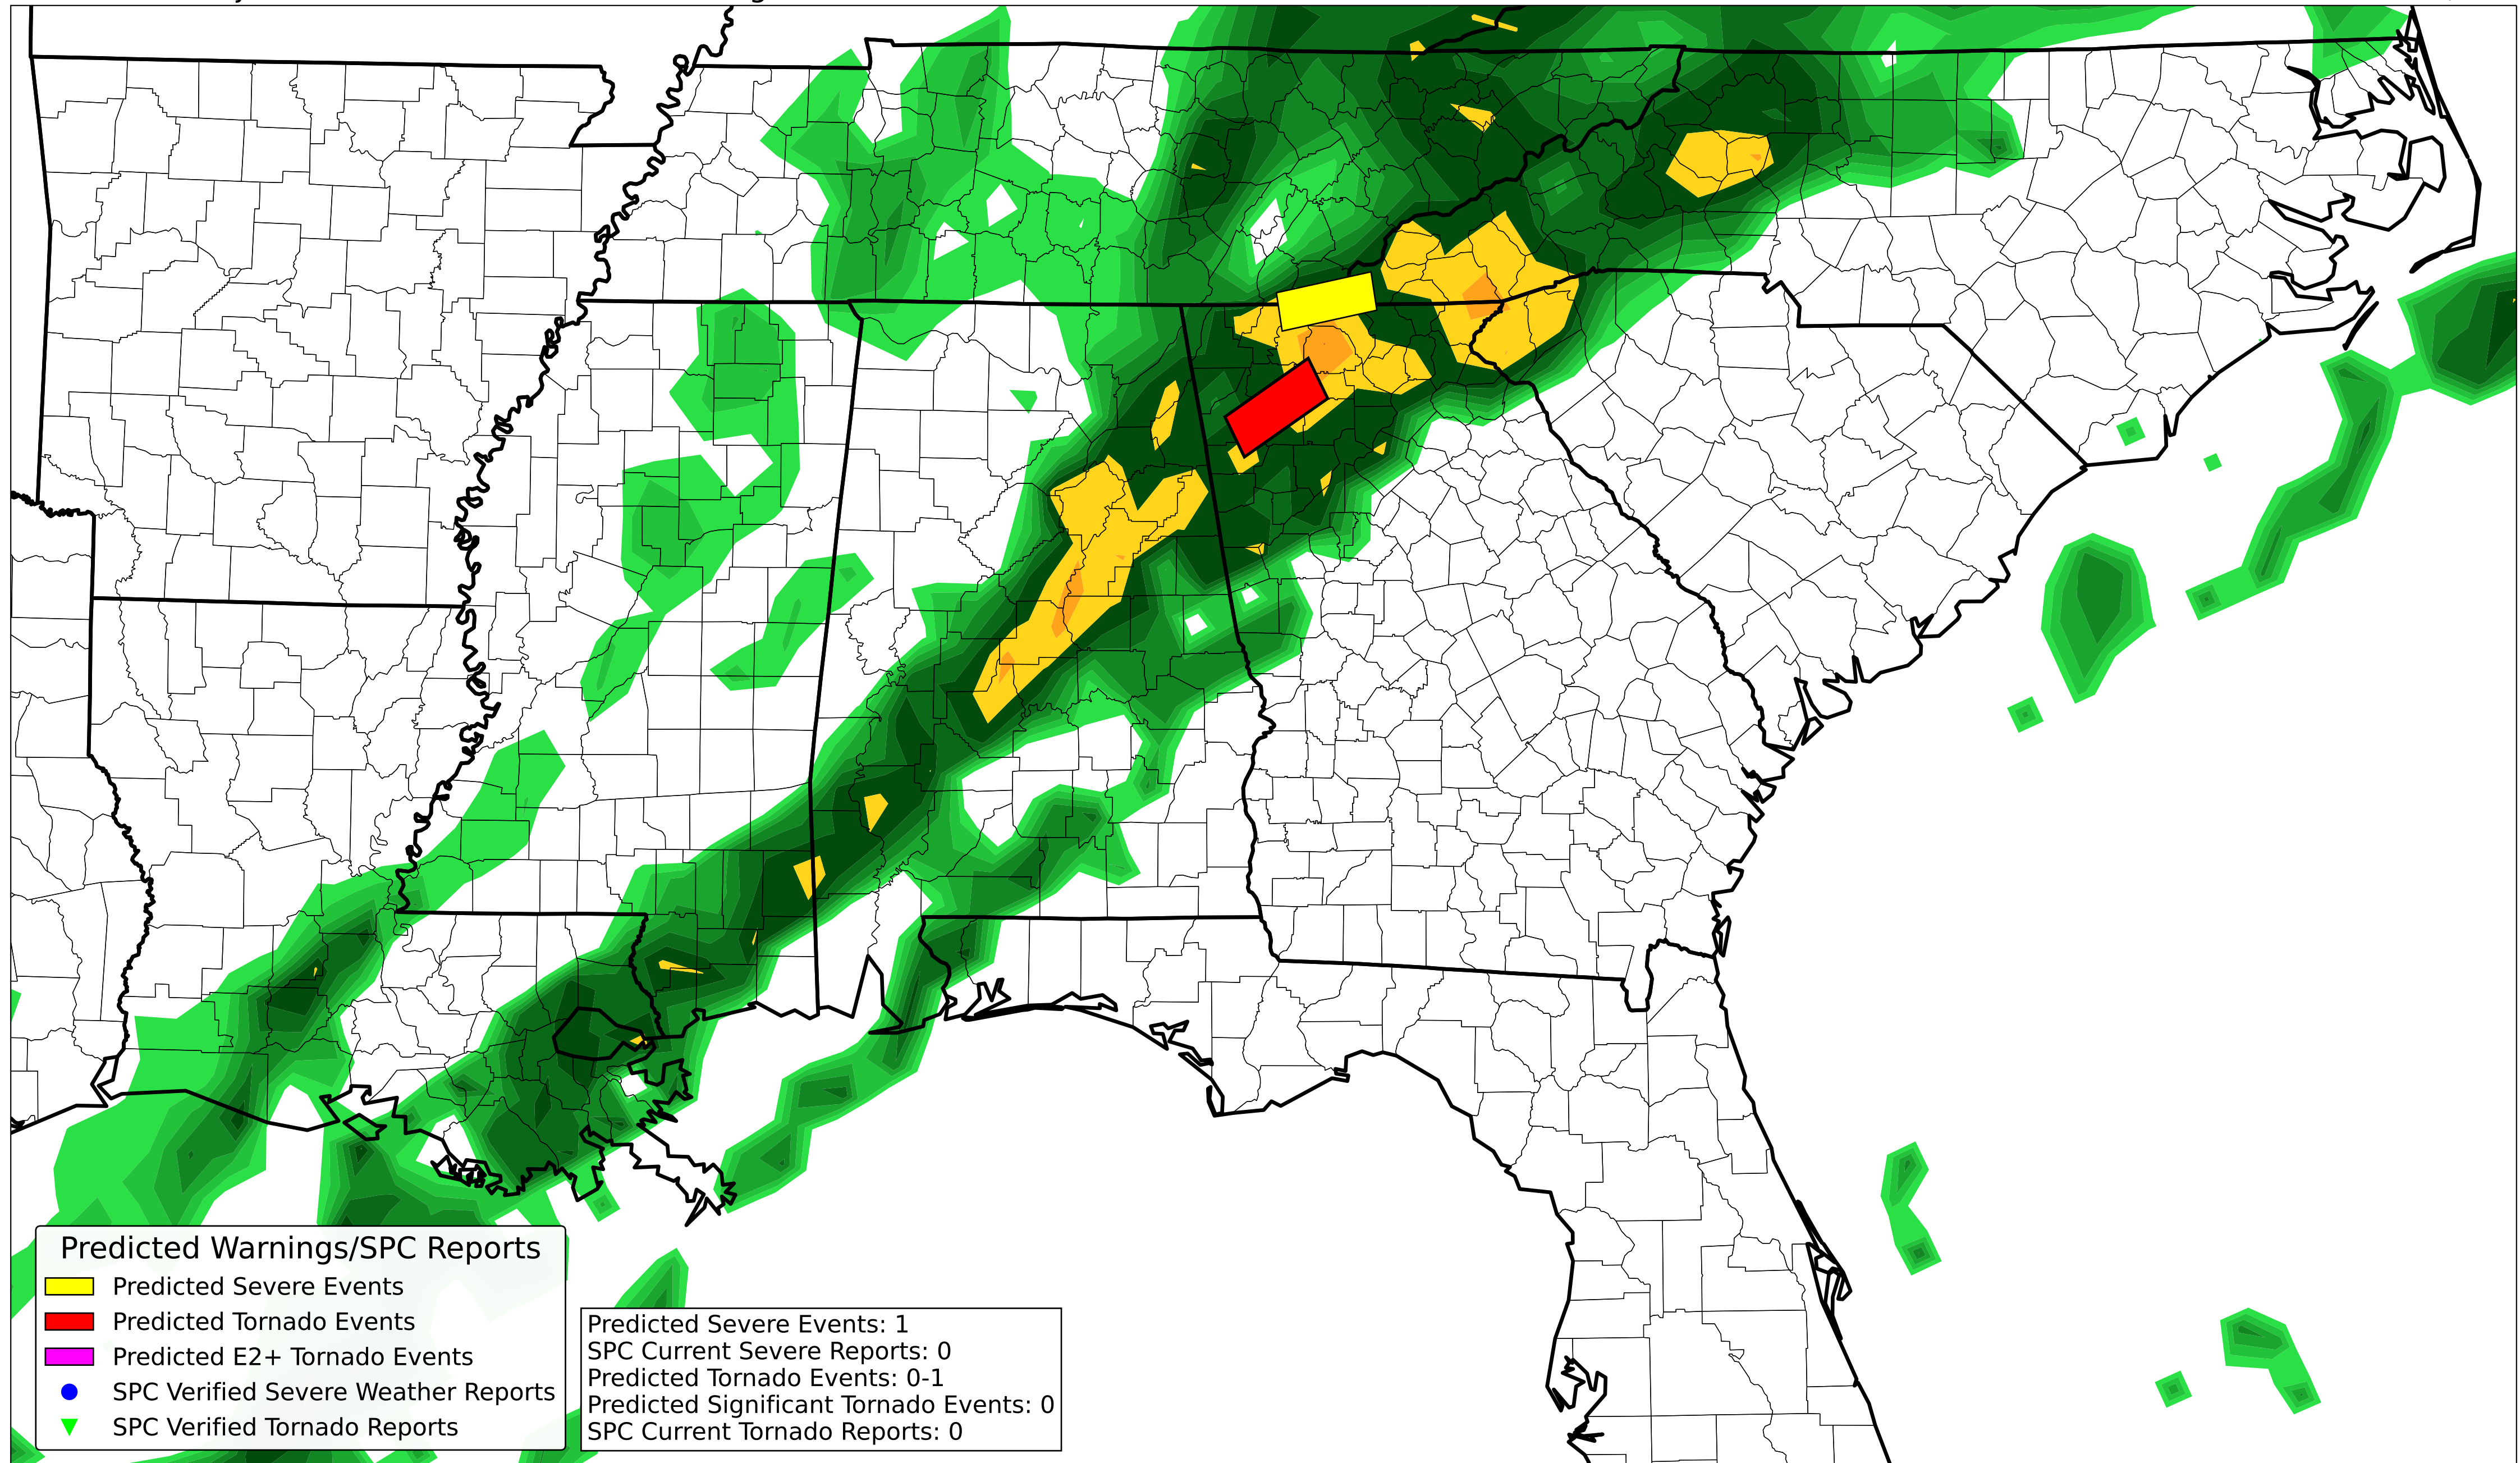 Predicted Warnings/SPC Reports
Predicted Severe Events
Predicted Tornado Events
Predicted E2+ Tornado Events
SPC Verified Severe Weather Reports
SPC Verified Tornado Reports
Predicted Severe Events: 1
SPC Current Severe Reports: 0
Predicted Tornado Events: 0-1
Predicted Significant Tornado Events: 0
SPC Current Tornado Reports: 0